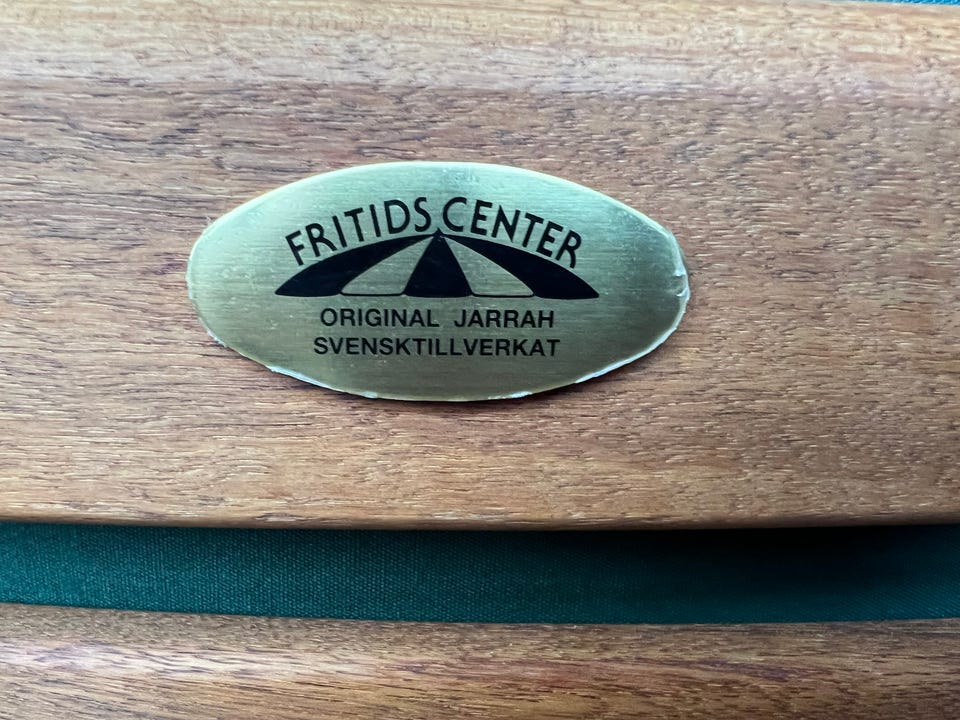 FRITIDS CENTER
ORIGINAL JARRAH
SVENSKTILLVERKAT